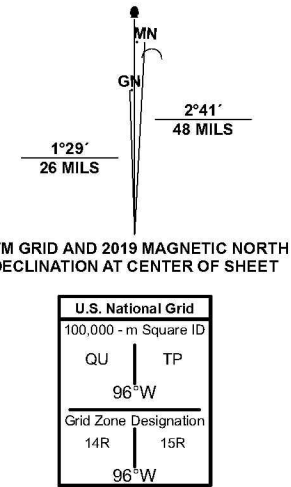 MN
GN
2°41´
48 MILS
1°29´
26 MILS
TM GRID AND 2019 MAGNETIC NORTH
DECLINATION AT CENTER OF SHEET
U.S. National Grid
100,000 - m Square ID
QU TP
96°W
Grid Zone Designation
14R 15R
96°W